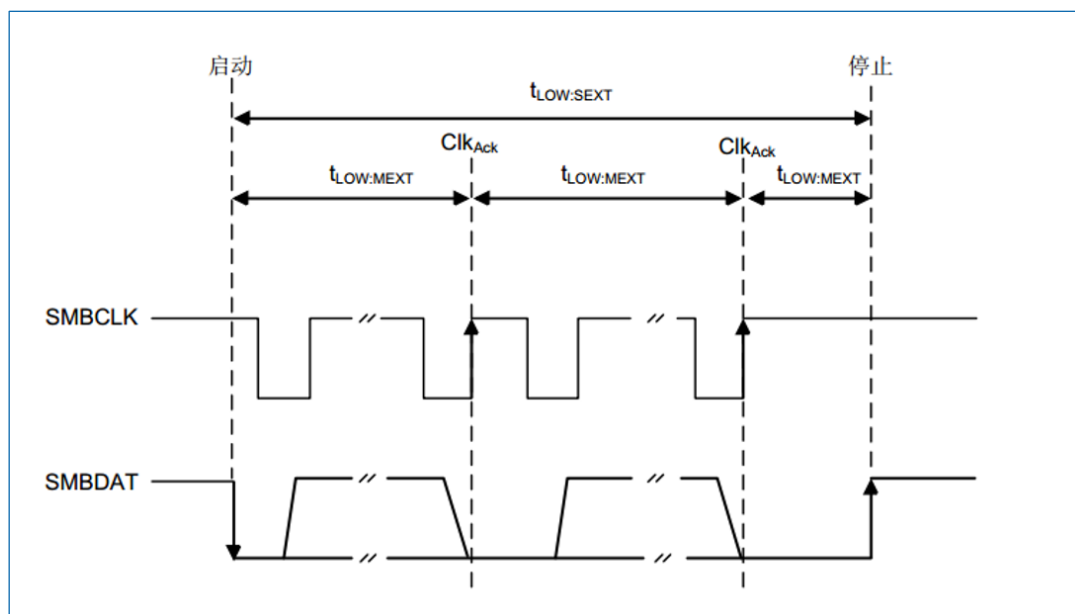 启动
停止
tLOW:SEXT
ClkAck
ClkAck
tLOW:MEXT
tLOW:MEXT
tLOW:MEXT
SMBCLK
SMBDAT